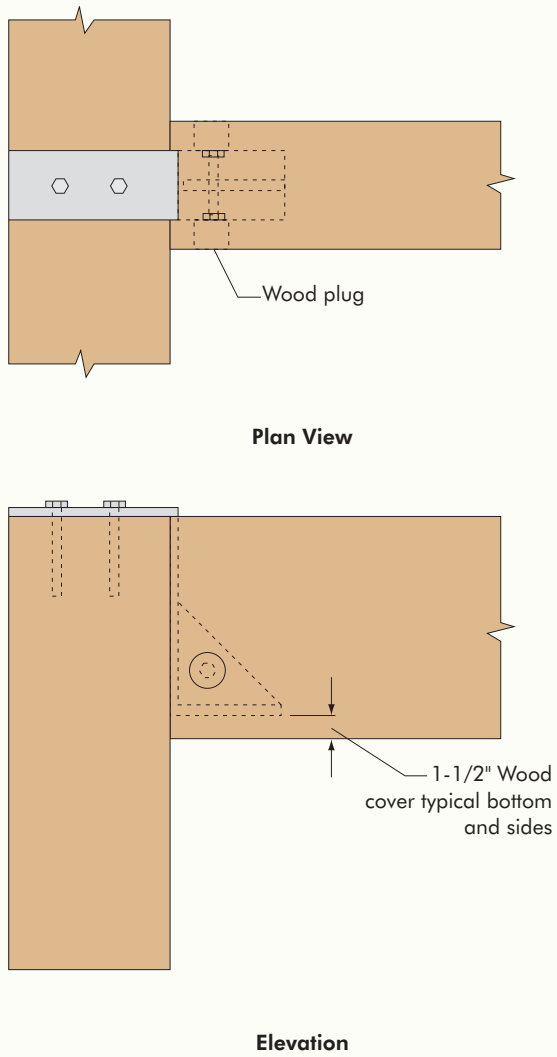 Wood plug
Plan View
1-1/2" Wood
cover typical bottom
and sides
Elevation